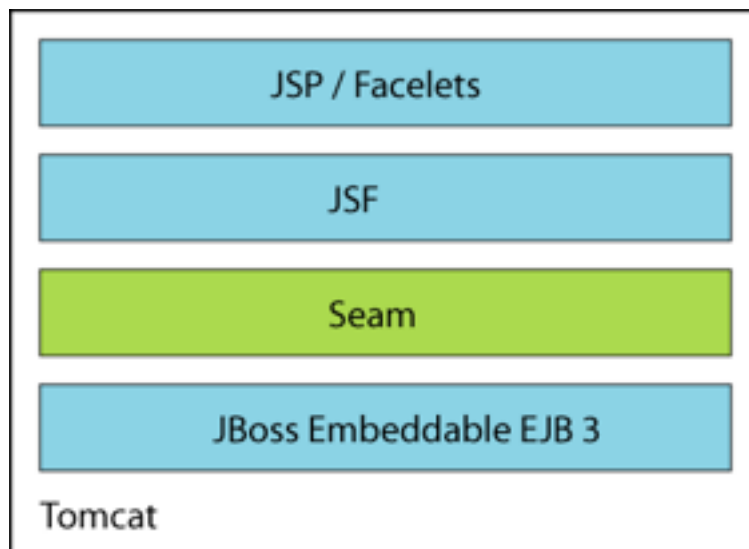 JSP / Facelets
JSF
Seam
JBoss Embeddable EJB 3
Tomcat